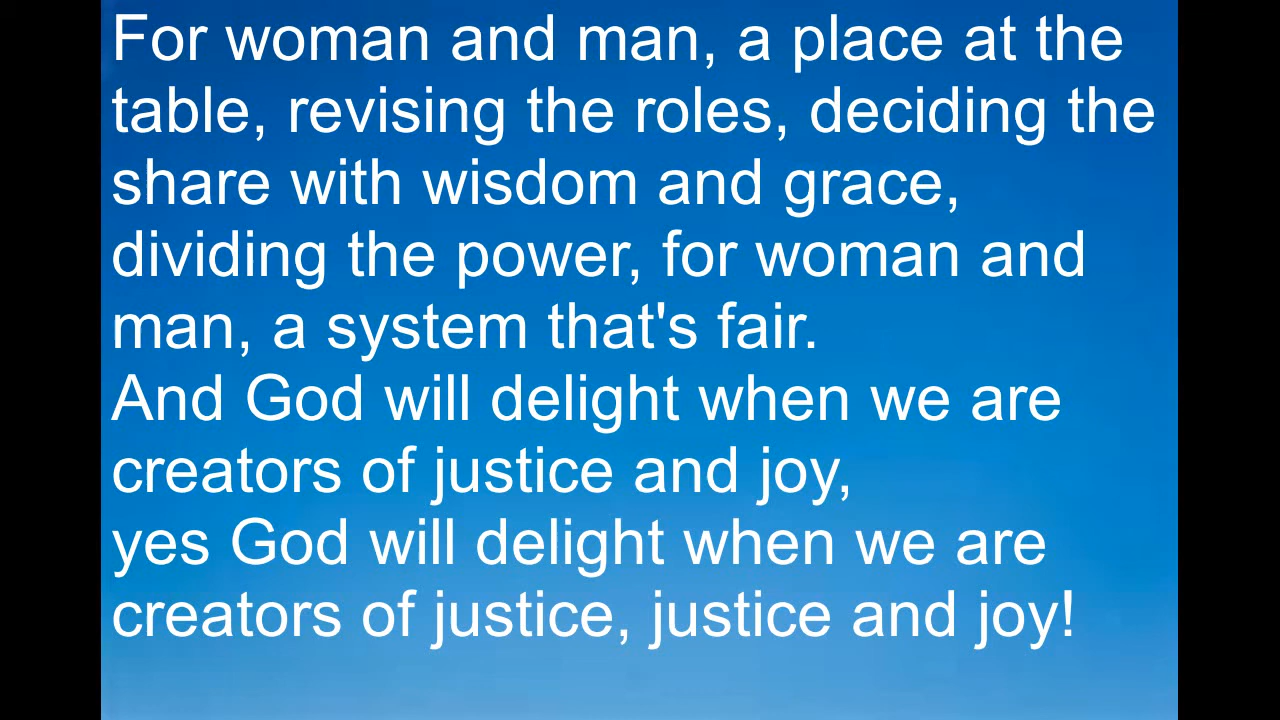 For woman and man, a place at the
table, revising the roles, deciding the
share with wisdom and grace,
dividing the power, for woman and
man, a system that's fair.
And God will delight when we are
creators of justice and joy,
yes God will delight when we are
creators of justice, justice and joy!